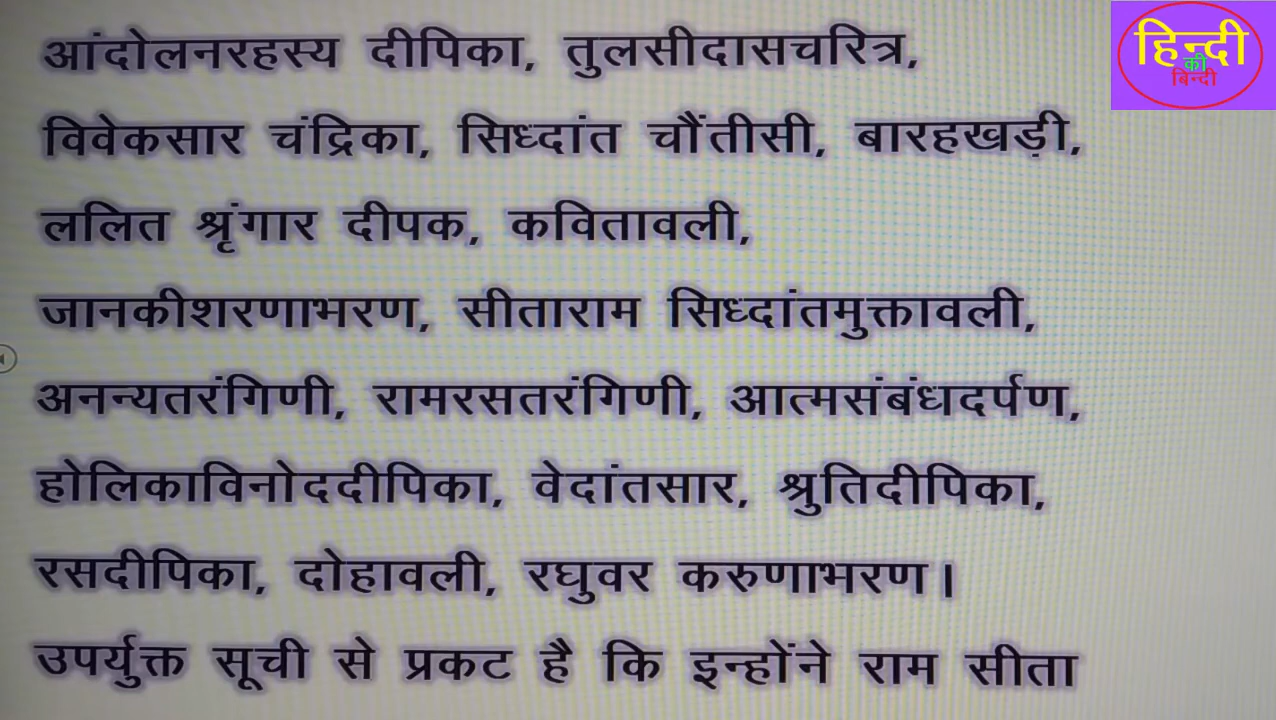 आंदोलनरहस्य दीपिका, तुलसीदासचरित्र,
हिन्दी
की
बिन्दी
विवेकसार चंद्रिका, सिध्दांत चौंतीसी, बारहखड़ी,
ललित श्रृंगार दीपक, कवितावली,
जानकीशरणाभरण, सीताराम सिध्दांतमुक्तावली,
अनन्यतरंगिणी, रामरसतरंगिणी, आत्मसंबंधदर्पण,
होलिकाविनोददीपिका, वेदांतसार, श्रुतिदीपिका,
रसदीपिका, दोहावली, रघुवर करुणाभरण।
उपर्युक्त सूची से प्रकट है कि इन्होंने राम सीता